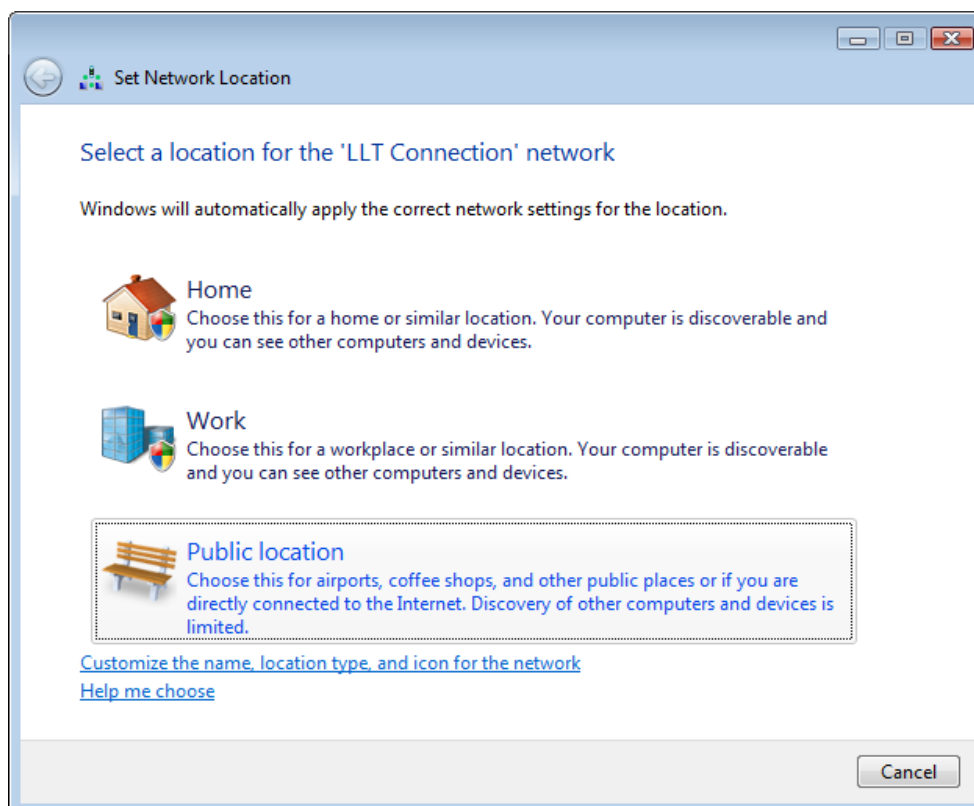 Set Network Location
Select a location for the 'LLT Connection' network
Windows will automatically apply the correct network settings for the location.
Home
Choose this for a home or similar location. Your computer is discoverable and
you can see other computers and devices.
Work
Choose this for a workplace or similar location. Your computer is discoverable
and you can see other computers and devices.
Public location
Choose this for airports, coffee shops, and other public places or if you are
directly connected to the Internet. Discovery of other computers and devices is
limited.
Customize the name, location type, and icon for the network
Help me choose
Cancel